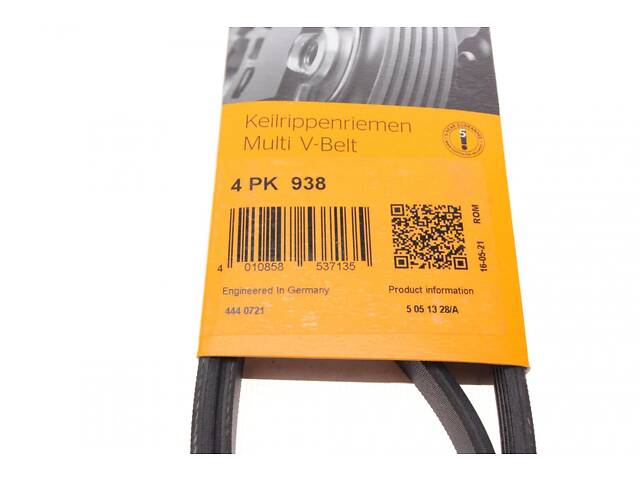 Keilrippenriemen
Multi V-Belt
5
4 PK 938
4 010858 537135
ROM
16-05-21
Engineered In Germany
Product information
444 0721
5 05 13 28/A